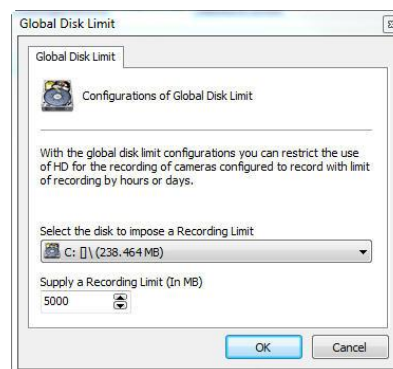 Global Disk Limit
Global Disk Limit
Configurations of Global Disk Limit
With the global disk limit configurations you can restrict the use
of HD for the recording of cameras configured to record with limit
of recording by hours or days.
Select the disk to impose a Recording Limit
C: []\ (238.464 MB)
Supply a Recording Limit (In MB)
5000
OK
Cancel